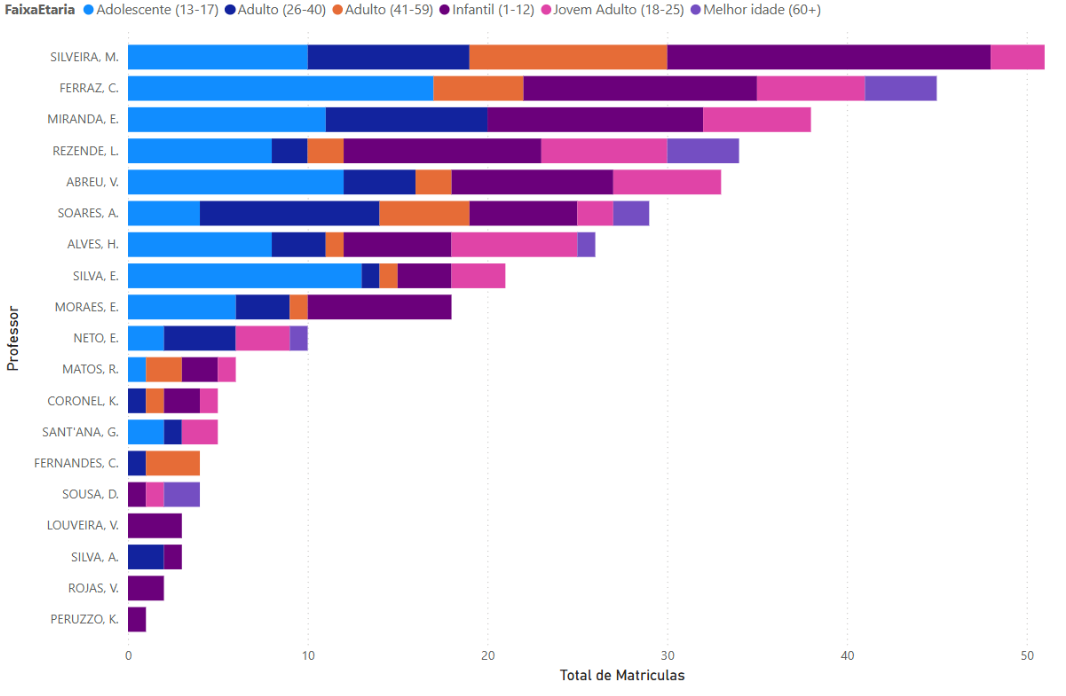 FaixaEtaria Adolescente (13-17) Adulto (26-40) Adulto (41-59) Infantil (1-12) Jovem Adulto (18-25) Melhor idade (60+)
SILVEIRA, M.
FERRAZ, C.
MIRANDA, E.
REZENDE, L.
ABREU, V.
SOARES, A.
ALVES, H.
SILVA, E.
MORAES, E.
NETO, E.
MATOS, R.
CORONEL, K.
SANT'ANA, G.
FERNANDES, C.
SOUSA, D.
LOUVEIRA, V.
SILVA, A.
ROJAS, V.
PERUZZO, K.
Professor
0 10 20 30 40 50
Total de Matriculas